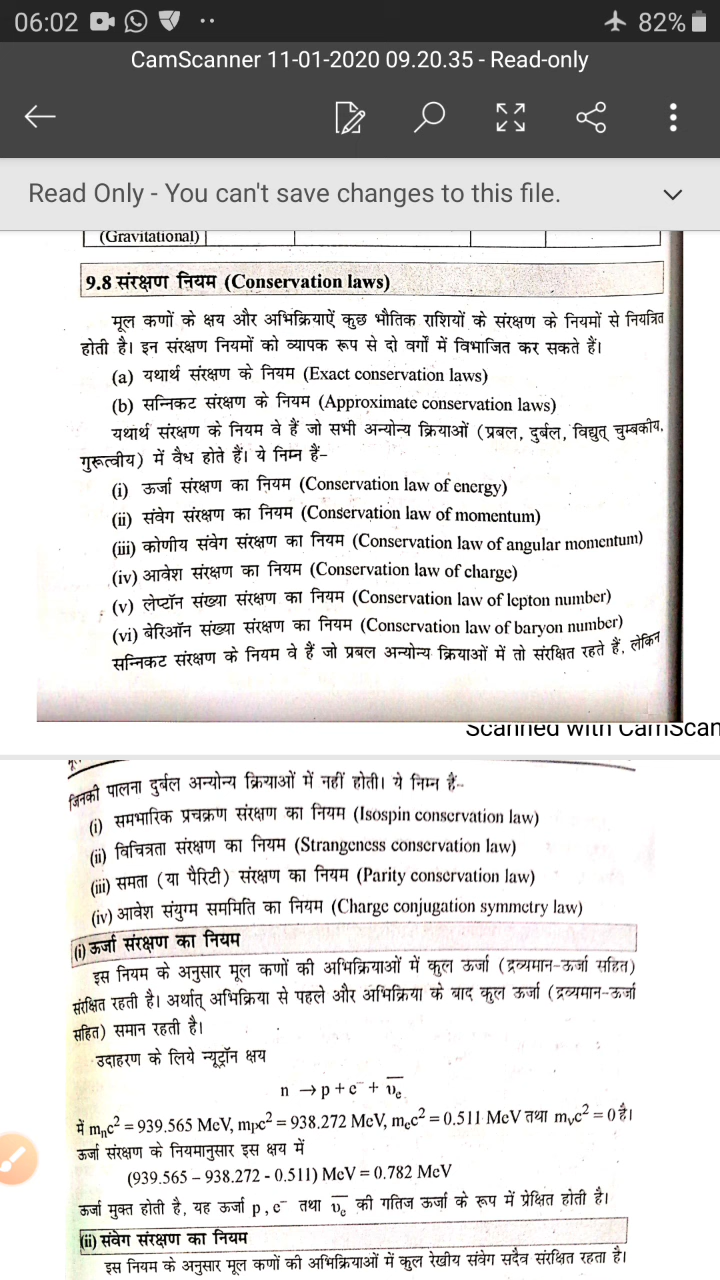 06:02
82%
CamScanner 11-01-2020 09.20.35 - Read-only
Read Only - You can't save changes to this file.
(Gravitational)
9.8 संरक्षण नियम (Conservation laws)
मूल कणों के क्षय और अभिक्रियाऐं कुछ भौतिक राशियों के संरक्षण के नियमों से नियन्त्रित
होती है। इन संरक्षण नियमों को व्यापक रूप से दो वर्गों में विभाजित कर सकते हैं।
(a) यथार्थ संरक्षण के नियम (Exact conservation laws)
(b) सन्निकट संरक्षण के नियम (Approximate conservation laws)
यथार्थ संरक्षण के नियम वे हैं जो सभी अन्योन्य क्रियाओं (प्रबल, दुर्बल, विद्युत् चुम्बकीय,
गुरूत्वीय) में वैध होते हैं। ये निम्न हैं-
(i) ऊर्जा संरक्षण का नियम (Conservation law of energy)
(ii) संवेग संरक्षण का नियम (Conservation law of momentum)
(iii) कोणीय संवेग संरक्षण का नियम (Conservation law of angular momentum)
(iv) आवेश संरक्षण का नियम (Conservation law of charge)
(v) लेप्टॉन संख्या संरक्षण का नियम (Conservation law of lepton number)
(vi) बेरिऑन संख्या संरक्षण का नियम (Conservation law of baryon number)
सन्निकट संरक्षण के नियम वे हैं जो प्रबल अन्योन्य क्रियाओं में तो संरक्षित रहते हैं, लेकिन
Scanned with CamScan
जिनकी पालना दुर्बल अन्योन्य क्रियाओं में नहीं होती। ये निम्न हैं--
(i) समभारिक प्रचक्रण संरक्षण का नियम (Isospin conservation law)
(ii) विचित्रता संरक्षण का नियम (Strangeness conservation law)
(iii) समता (या पैरिटी) संरक्षण का नियम (Parity conservation law)
(iv) आवेश संयुग्म सममिति का नियम (Charge conjugation symmetry law)
(i) ऊर्जा संरक्षण का नियम
इस नियम के अनुसार मूल कणों की अभिक्रियाओं में कुल ऊर्जा (द्रव्यमान-ऊर्जा सहित)
संरक्षित रहती है। अर्थात् अभिक्रिया से पहले और अभिक्रिया के बाद कुल ऊर्जा (द्रव्यमान-ऊर्जा
सहित) समान रहती है।
उदाहरण के लिये न्यूट्रॉन क्षय
n → p + e⁻ + ῡₑ
में mₙc² = 939.565 MeV, mpc² = 938.272 MeV, mₑc² = 0.511 MeV तथा mᵥc² = 0 है।
ऊर्जा संरक्षण के नियमानुसार इस क्षय में
(939.565 – 938.272 - 0.511) MeV = 0.782 MeV
ऊर्जा मुक्त होती है, यह ऊर्जा p, e⁻ तथा ῡₑ की गतिज ऊर्जा के रूप में प्रेक्षित होती है।
(ii) संवेग संरक्षण का नियम
इस नियम के अनुसार मूल कणों की अभिक्रियाओं में कुल रेखीय संवेग सदैव संरक्षित रहता है।